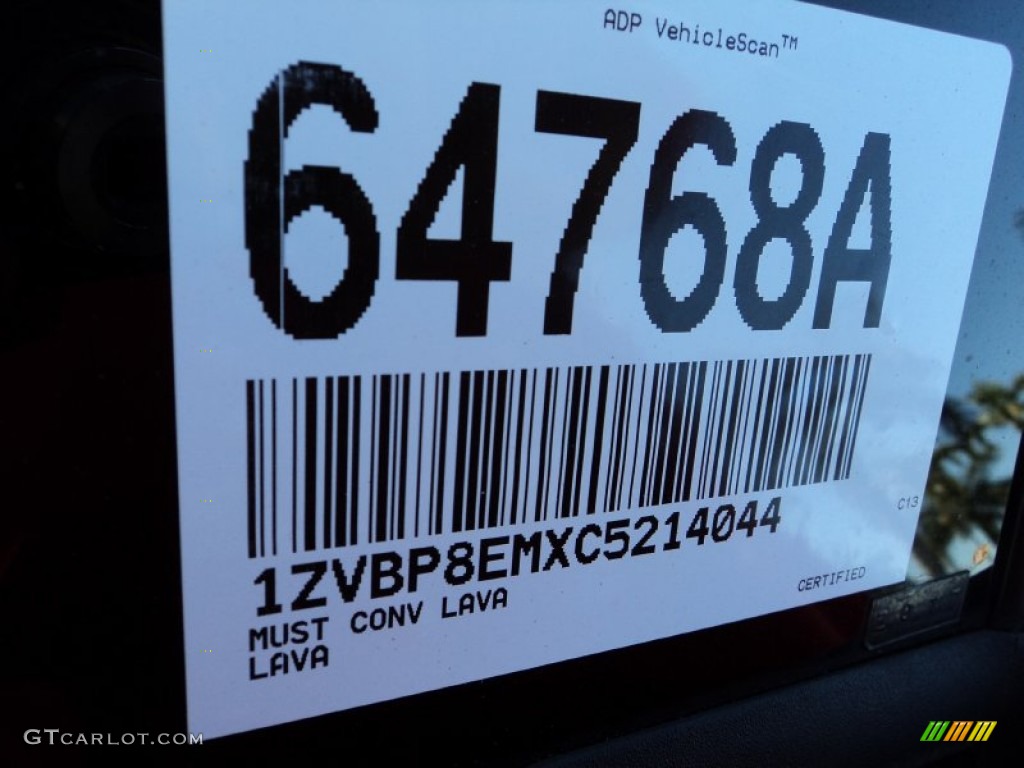 ADP VehicleScan™
64768A
1ZVBP8EMXC5214044
C13
MUST CONV LAVA
CERTIFIED
LAVA
GTCARLOT.COM